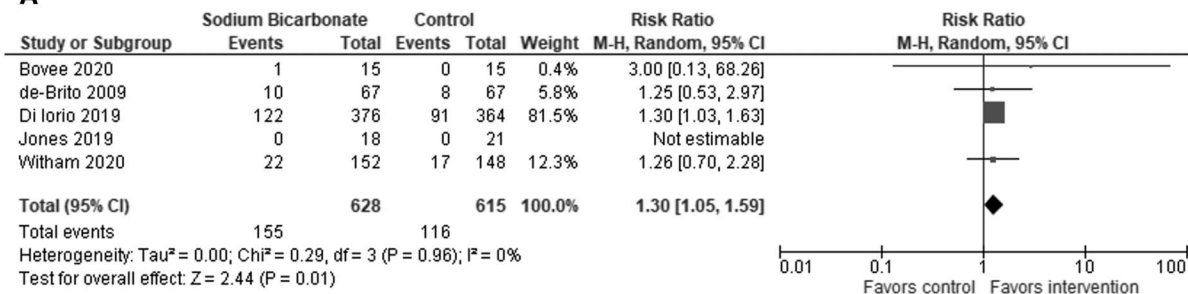 A
Sodium Bicarbonate Control Risk Ratio Risk Ratio
Study or Subgroup Events Total Events Total Weight M-H, Random, 95% CI M-H, Random, 95% CI
Bovee 2020 1 15 0 15 0.4% 3.00 [0.13, 68.26]
de-Brito 2009 10 67 8 67 5.8% 1.25 [0.53, 2.97]
Di Iorio 2019 122 376 91 364 81.5% 1.30 [1.03, 1.63]
Jones 2019 0 18 0 21 Not estimable
Witham 2020 22 152 17 148 12.3% 1.26 [0.70, 2.28]
Total (95% CI) 628 615 100.0% 1.30 [1.05, 1.59]
Total events 155 116
Heterogeneity: Tau² = 0.00; Chi² = 0.29, df = 3 (P = 0.96); I² = 0%
Test for overall effect: Z = 2.44 (P = 0.01)
0.01 0.1 1 10 100
Favors control Favors intervention